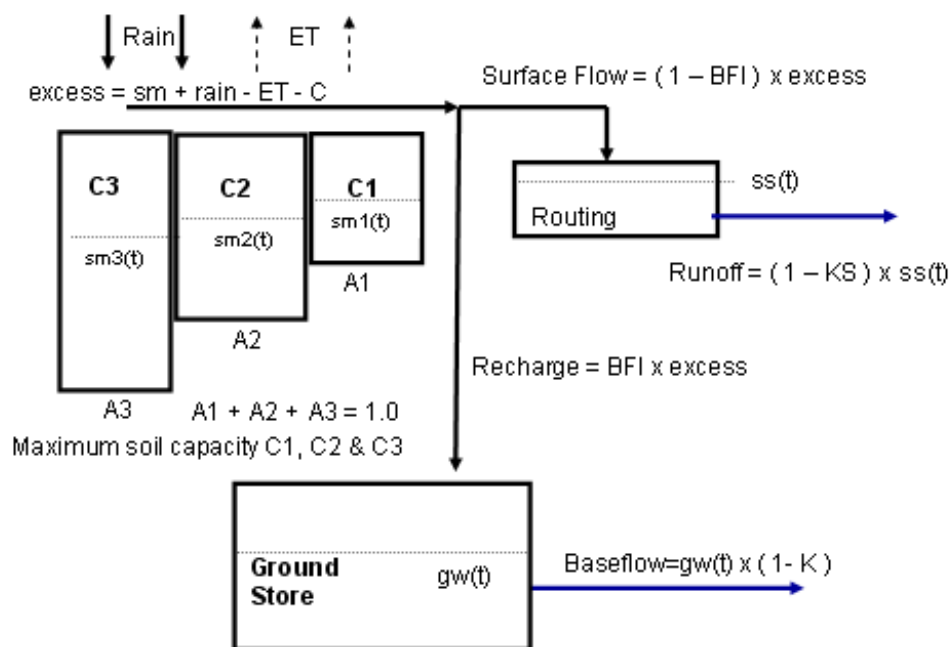 Rain
ET
excess = sm + rain - ET - C
Surface Flow = ( 1 – BFI ) x excess
C3
C2
C1
sm3(t)
sm2(t)
sm1(t)
A1
A2
A3
A1 + A2 + A3 = 1.0
Maximum soil capacity C1, C2 & C3
ss(t)
Routing
Runoff = ( 1 – KS ) x ss(t)
Recharge = BFI x excess
Ground
Store
gw(t)
Baseflow=gw(t) x ( 1- K )